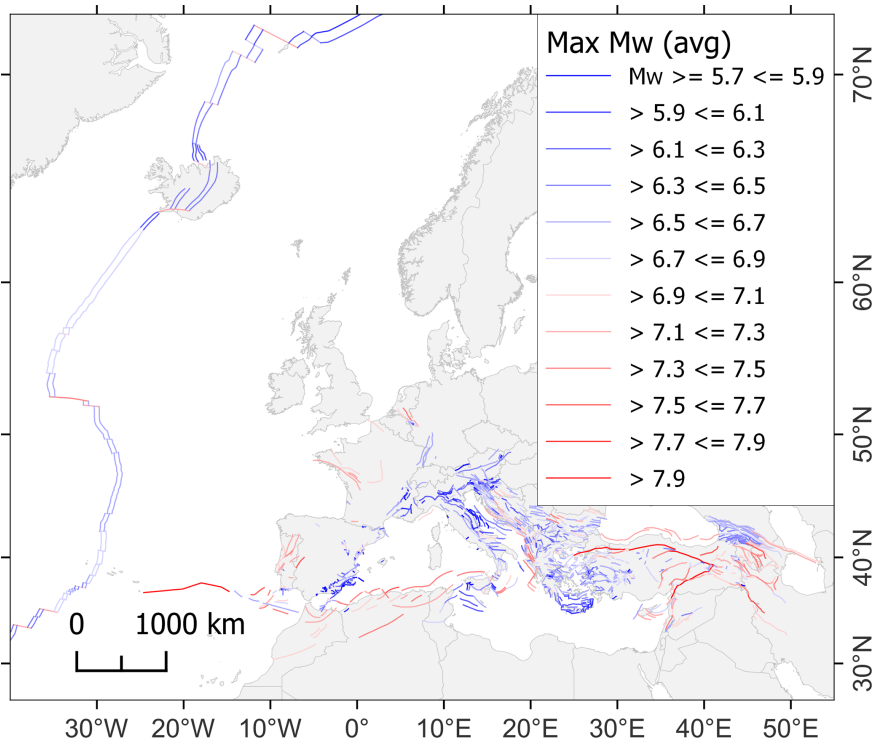 Max Mw (avg)
Mw >= 5.7 <= 5.9
> 5.9 <= 6.1
> 6.1 <= 6.3
> 6.3 <= 6.5
> 6.5 <= 6.7
> 6.7 <= 6.9
> 6.9 <= 7.1
> 7.1 <= 7.3
> 7.3 <= 7.5
> 7.5 <= 7.7
> 7.7 <= 7.9
> 7.9
70°N
60°N
50°N
40°N
30°N
0 1000 km
30°W 20°W 10°W 0° 10°E 20°E 30°E 40°E 50°E